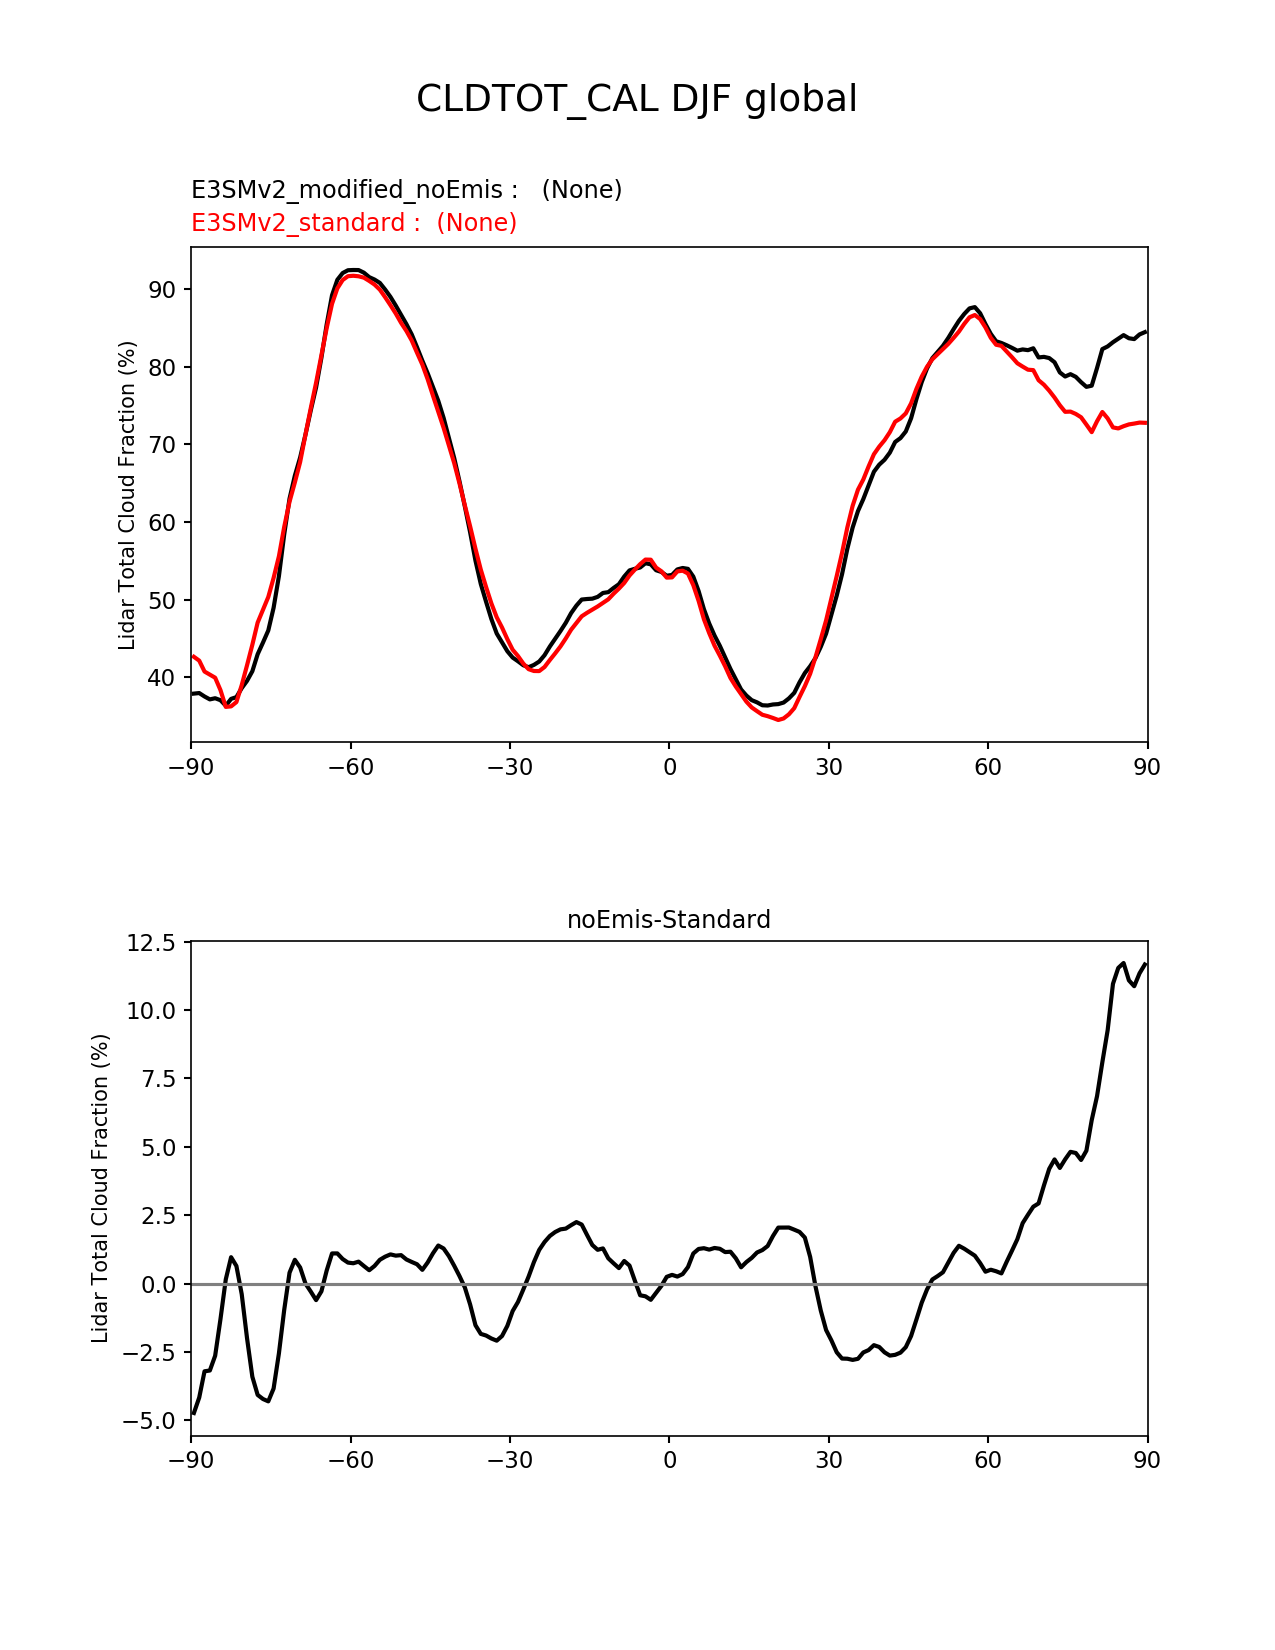 CLDTOT_CAL DJF global
E3SMv2_modified_noEmis :   (None)
E3SMv2_standard :  (None)
Lidar Total Cloud Fraction (%)
90
80
70
60
50
40
−90 −60 −30 0 30 60 90
noEmis-Standard
Lidar Total Cloud Fraction (%)
12.5
10.0
7.5
5.0
2.5
0.0
−2.5
−5.0
−90 −60 −30 0 30 60 90